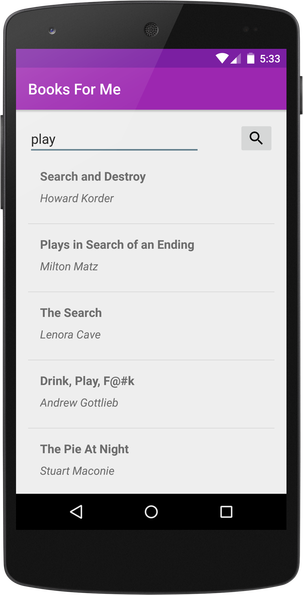 5:33
Books For Me
play
Search and Destroy
Howard Korder
Plays in Search of an Ending
Milton Matz
The Search
Lenora Cave
Drink, Play, F@#k
Andrew Gottlieb
The Pie At Night
Stuart Maconie